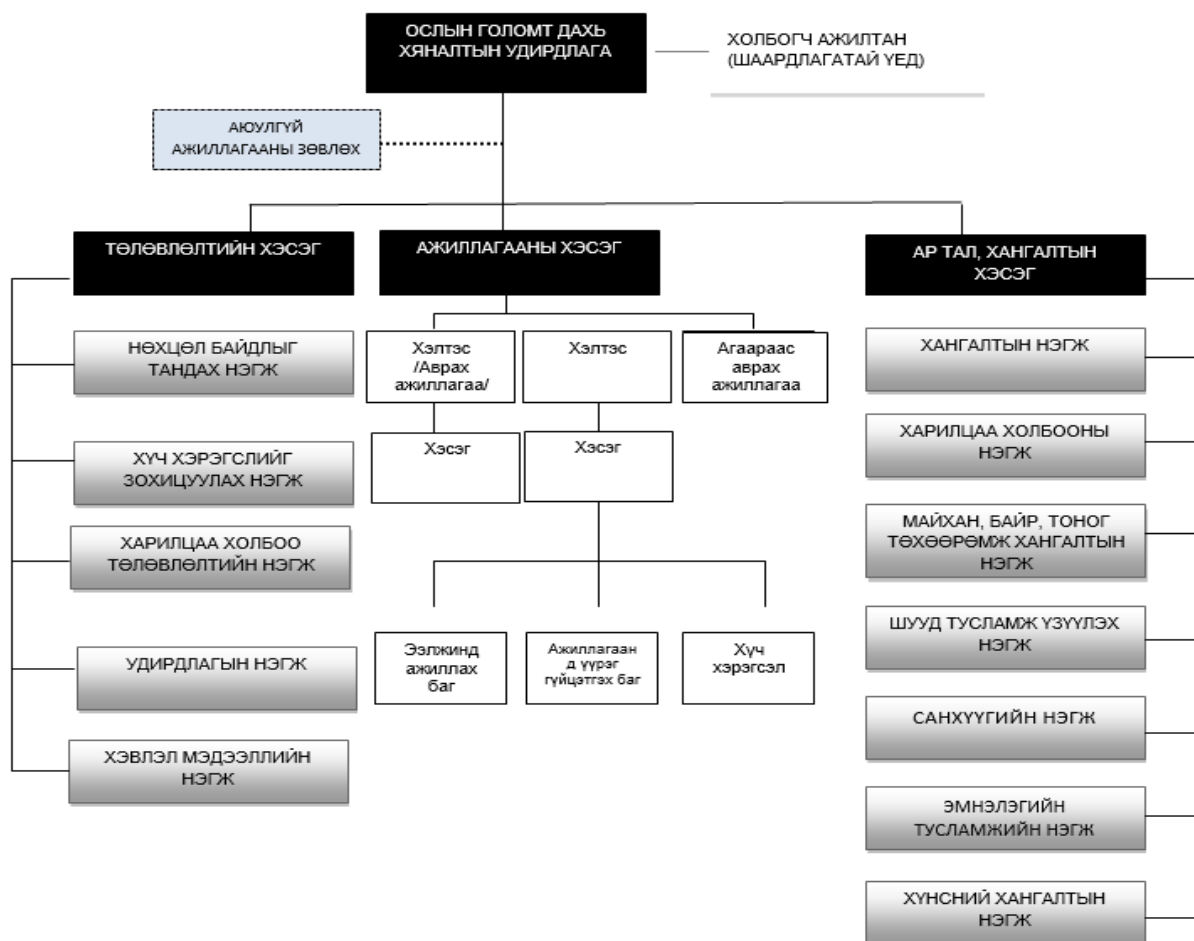 ОСЛЫН ГОЛОМТ ДАХЬ
ХЯНАЛТЫН УДИРДЛАГА
ХОЛБОГЧ АЖИЛТАН
(ШААРДЛАГАТАЙ ҮЕД)
АЮУЛГҮЙ
АЖИЛЛАГААНЫ ЗӨВЛӨХ
ТӨЛӨВЛӨЛТИЙН ХЭСЭГ
НӨХЦӨЛ БАЙДЛЫГ
ТАНДАХ НЭГЖ
ХҮЧ ХЭРЭГСЛИЙГ
ЗОХИЦУУЛАХ НЭГЖ
ХАРИЛЦАА ХОЛБОО
ТӨЛӨВЛӨЛТИЙН НЭГЖ
УДИРДЛАГЫН НЭГЖ
ХЭВЛЭЛ МЭДЭЭЛЛИЙН
НЭГЖ
АЖИЛЛАГААНЫ ХЭСЭГ
Хэлтэс
/Аврах
ажиллагаа/
Хэлтэс
Агаараас
аврах
ажиллагаа
Хэсэг
Хэсэг
Ээлжинд
ажиллах
баг
Ажиллагаан
д үүрэг
гүйцэтгэх баг
Хүч
хэрэгсэл
АР ТАЛ, ХАНГАЛТЫН
ХЭСЭГ
ХАНГАЛТЫН НЭГЖ
ХАРИЛЦАА ХОЛБООНЫ
НЭГЖ
МАЙХАН, БАЙР, ТОНОГ
ТӨХӨӨРӨМЖ ХАНГАЛТЫН
НЭГЖ
ШУУД ТУСЛАМЖ ҮЗҮҮЛЭХ
НЭГЖ
САНХҮҮГИЙН НЭГЖ
ЭМНЭЛЭГИЙН
ТУСЛАМЖИЙН НЭГЖ
ХҮНСНИЙ ХАНГАЛТЫН
НЭГЖ